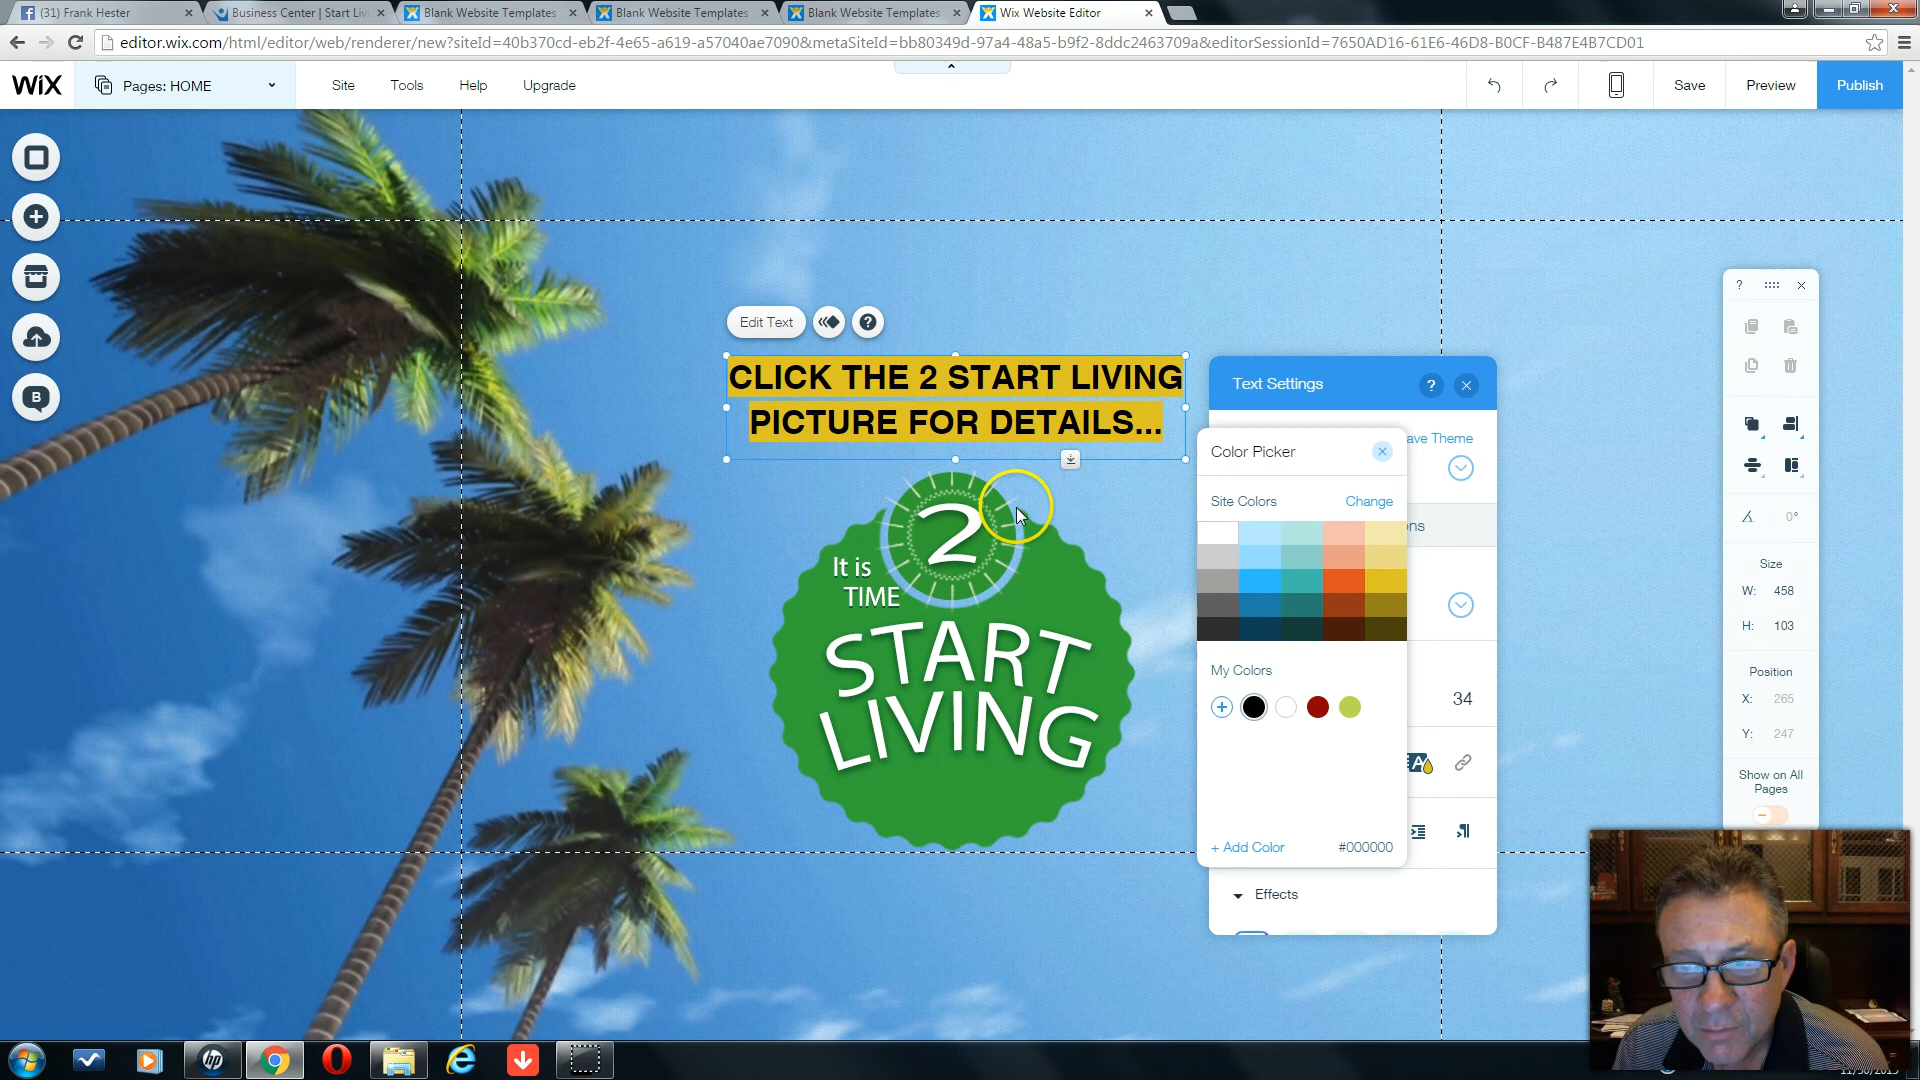 (31) Frank Hester
Business Center | Start Liv
Blank Website Templates
Blank Website Templates
Blank Website Templates
Wix Website Editor
editor.wix.com/html/editor/web/renderer/new?siteId=40b370cd-eb2f-4e65-a619-a57040ae7090&metaSiteId=bb80349d-97a4-48a5-b9f2-8ddc2463709a&editorSessionId=7650AD16-61E6-46D8-B0CF-B487E4B7CD01
WiX
Pages: HOME
Site
Tools
Help
Upgrade
Save
Preview
Publish
Edit Text
CLICK THE 2 START LIVING
PICTURE FOR DETAILS...
2
It is
TIME
START
LIVING
Text Settings
ave Theme
ons
34
Effects
Color Picker
Site Colors
Change
My Colors
+ Add Color
#000000
0°
Size
W: 458
H: 103
Position
X: 265
Y: 247
Show on All
Pages
B
hp